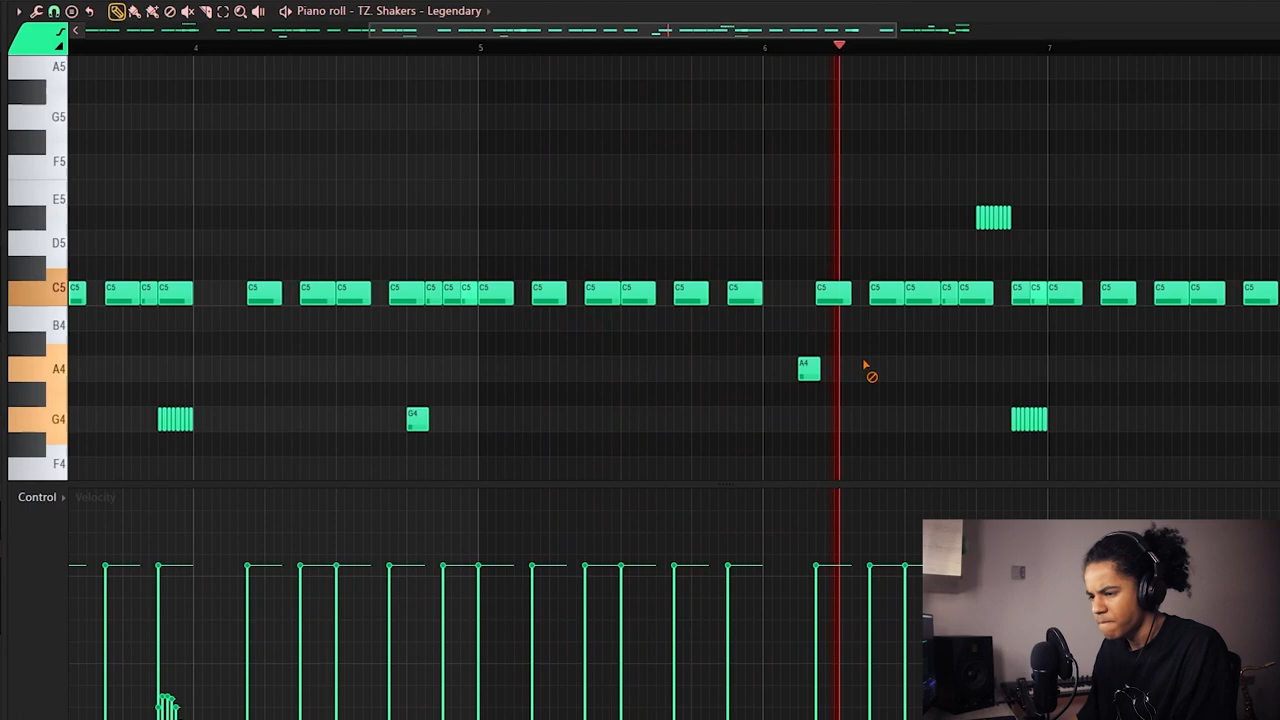 Piano roll - TZ. Shakers - Legendary
4 5 6 7
A5
G5
F5
E5
D5
C5 C5 C5 C5 C5 C5 C5 C5 C5 C5 C5 C5 C5 C5 C5 C5 C5 C5 C5 C5 C5 C5 C5 C5 C5 C5 C5 C5 C5 C5 C5
B4
A4 A4
G4 G4
F4
Control Velocity